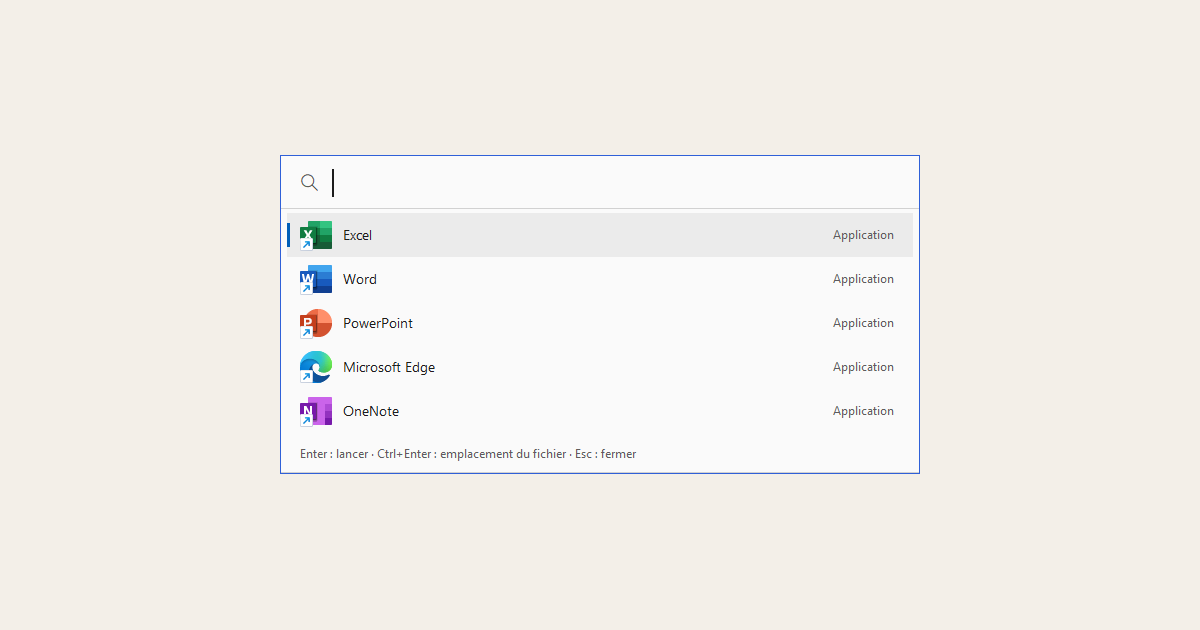 Excel Application
Word Application
PowerPoint Application
Microsoft Edge Application
OneNote Application
Enter : lancer · Ctrl+Enter : emplacement du fichier · Esc : fermer